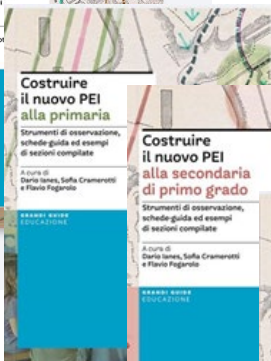 Costruire
il nuovo PEI
alla primaria
Strumenti di osservazione,
schede-guida ed esempi
di sezioni compilate
A cura di
Dario Ianes, Sofia Cramerotti
e Flavio Fogarolo
GRANDI GUIDE
EDUCAZIONE
Costruire
il nuovo PEI
alla secondaria
di primo grado
Strumenti di osservazione,
schede-guida ed esempi
di sezioni compilate
A cura di
Dario Ianes, Sofia Cramerotti
e Flavio Fogarolo
GRANDI GUIDE
EDUCAZIONE